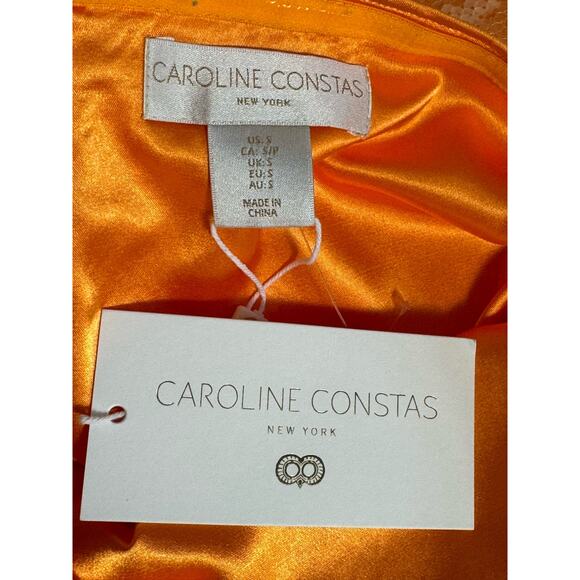 CAROLINE CONSTAS
NEW YORK
US: S
CA: S/P
UK: S
EU: S
AU: S
MADE IN
CHINA
CAROLINE CONSTAS
NEW YORK